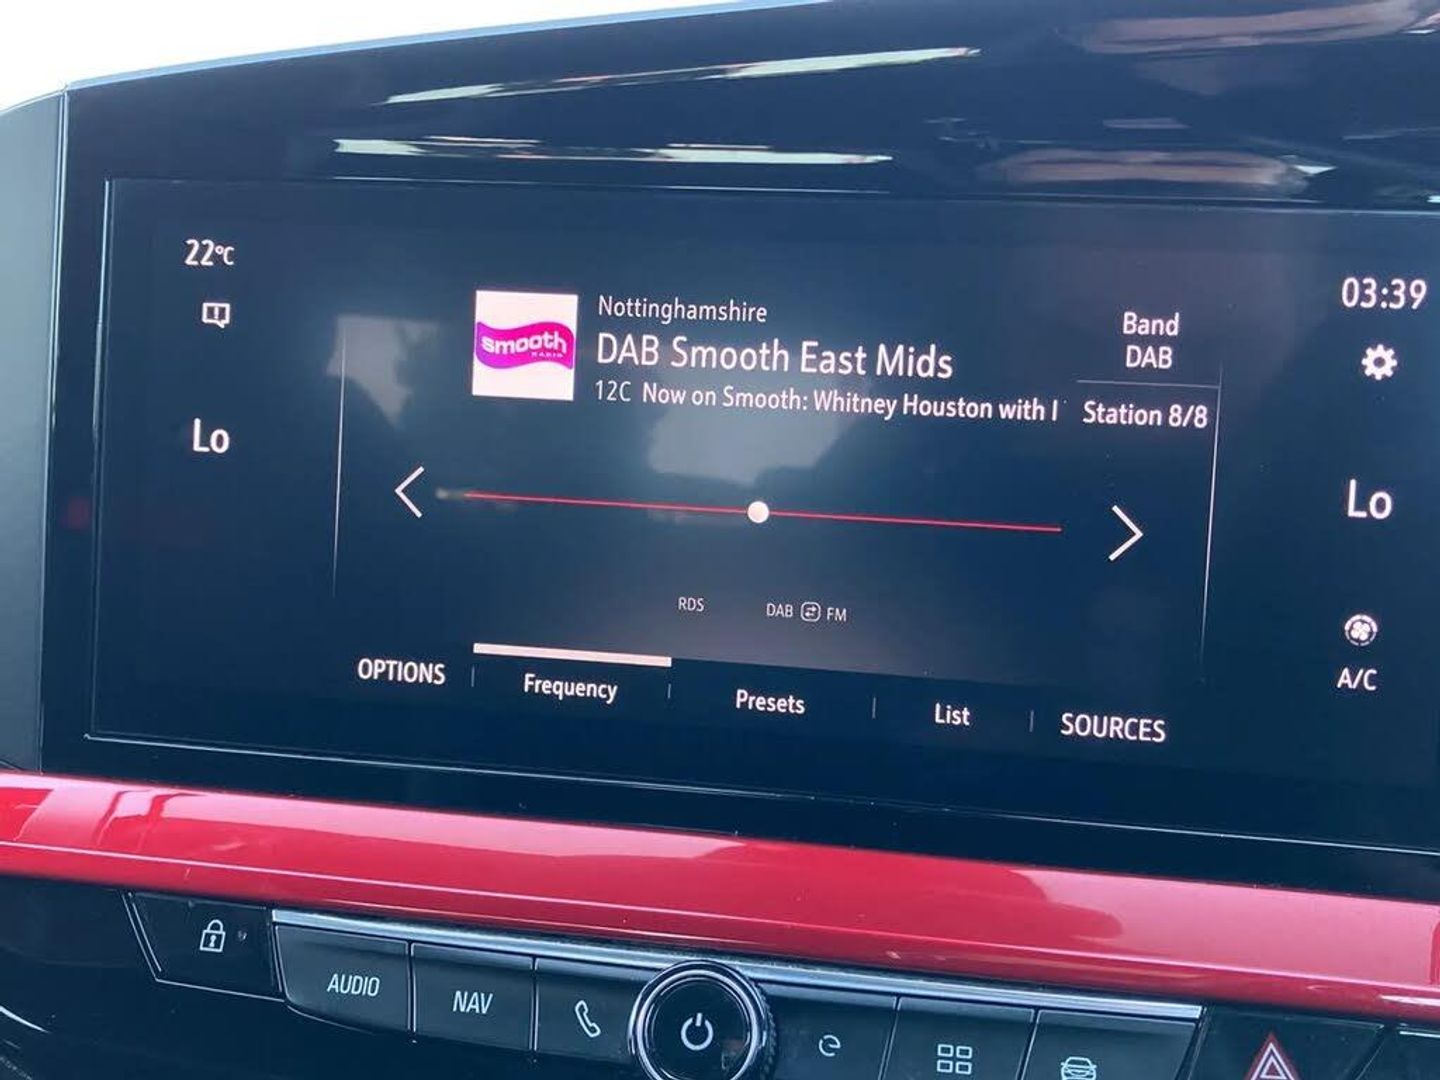 22°C
Lo
smooth
RADIO
Nottinghamshire
DAB Smooth East Mids
12C Now on Smooth: Whitney Houston with I
Band
DAB
Station 8/8
03:39
Lo
A/C
RDS
DAB FM
OPTIONS
Frequency
Presets
List
SOURCES
AUDIO
NAV